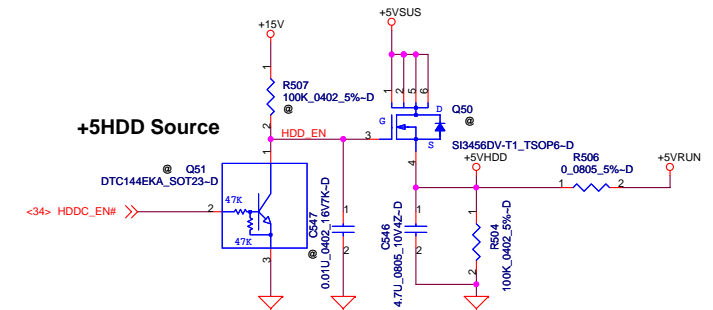 +5VSUS
+15V
1
R507
100K_0402_5%~D
@
2
1
2
5
6
D
Q50
@
G
S
3
4
SI3456DV-T1_TSOP6~D
+5HDD Source
HDD_EN
@ Q51
DTC144EKA_SOT23~D
1
47K
47K
2
3
<34> HDDC_EN#
C547
0.01U_0402_16V7K~D
@
1
2
C546
4.7U_0805_10V4Z~D
1
2
+5VHDD
R506
0_0805_5%~D
1
2
+5VRUN
1
R504
100K_0402_5%~D
2